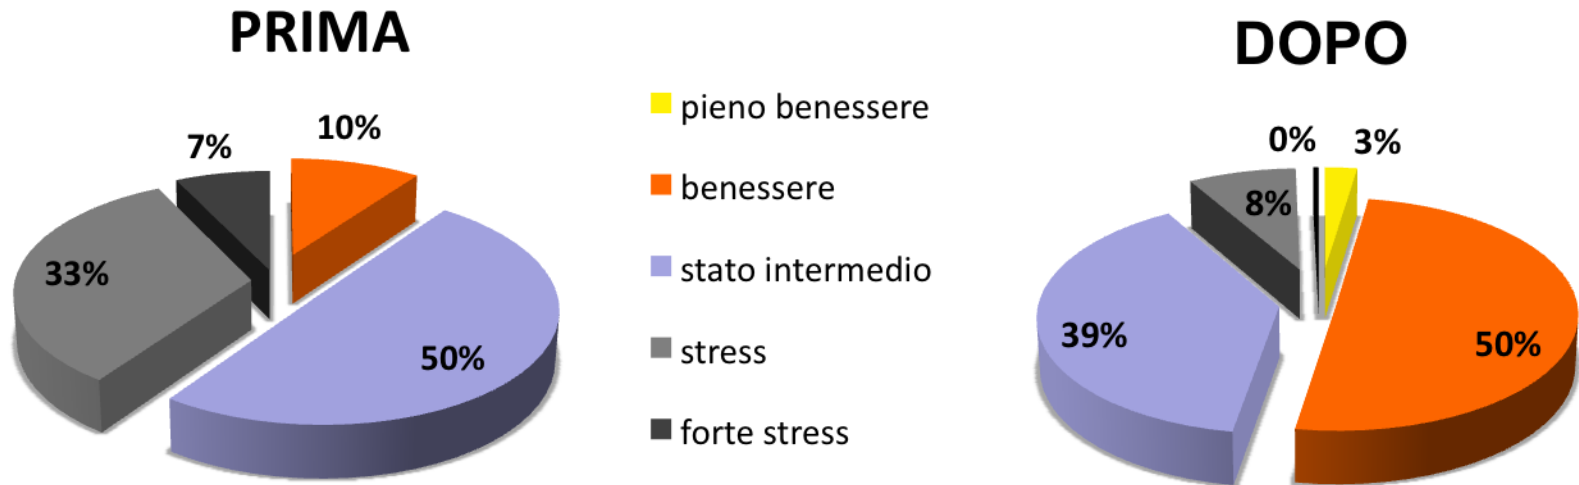 PRIMA
10%
7%
33%
50%
pieno benessere
benessere
stato intermedio
stress
forte stress
DOPO
0%
3%
8%
39%
50%